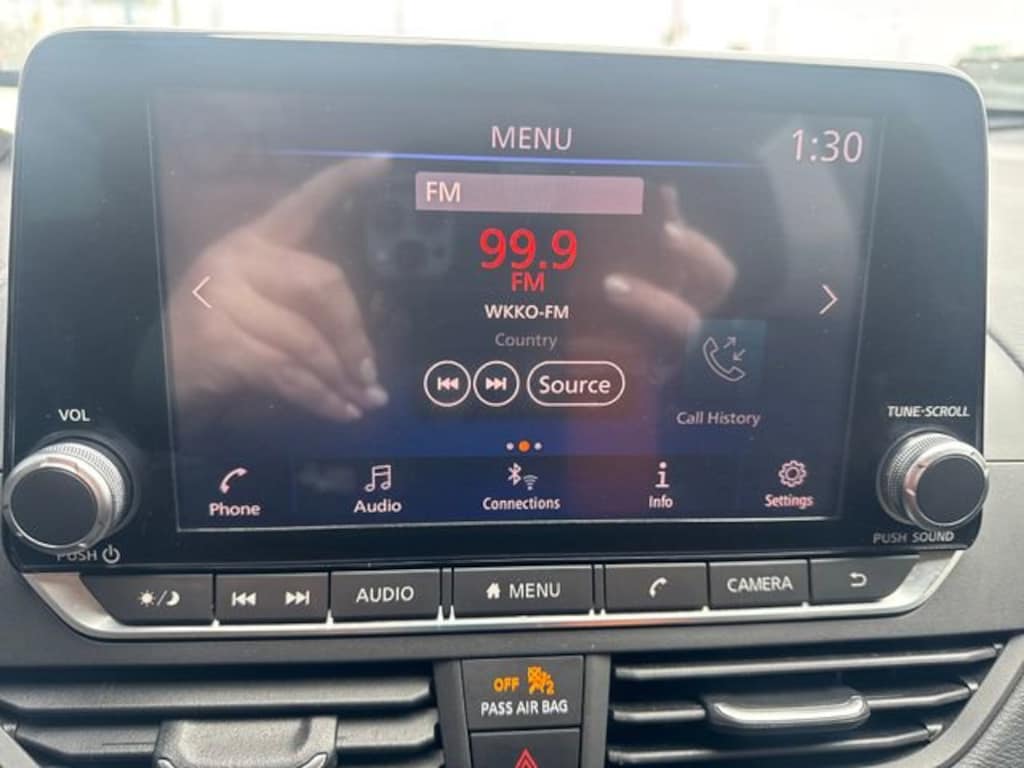 MENU
1:30
FM
99.9
FM
WKKO-FM
Country
Source
Call History
VOL
TUNE·SCROLL
Phone
Audio
Connections
Info
Settings
PUSH
PUSH SOUND
AUDIO
MENU
CAMERA
OFF 2
PASS AIR BAG